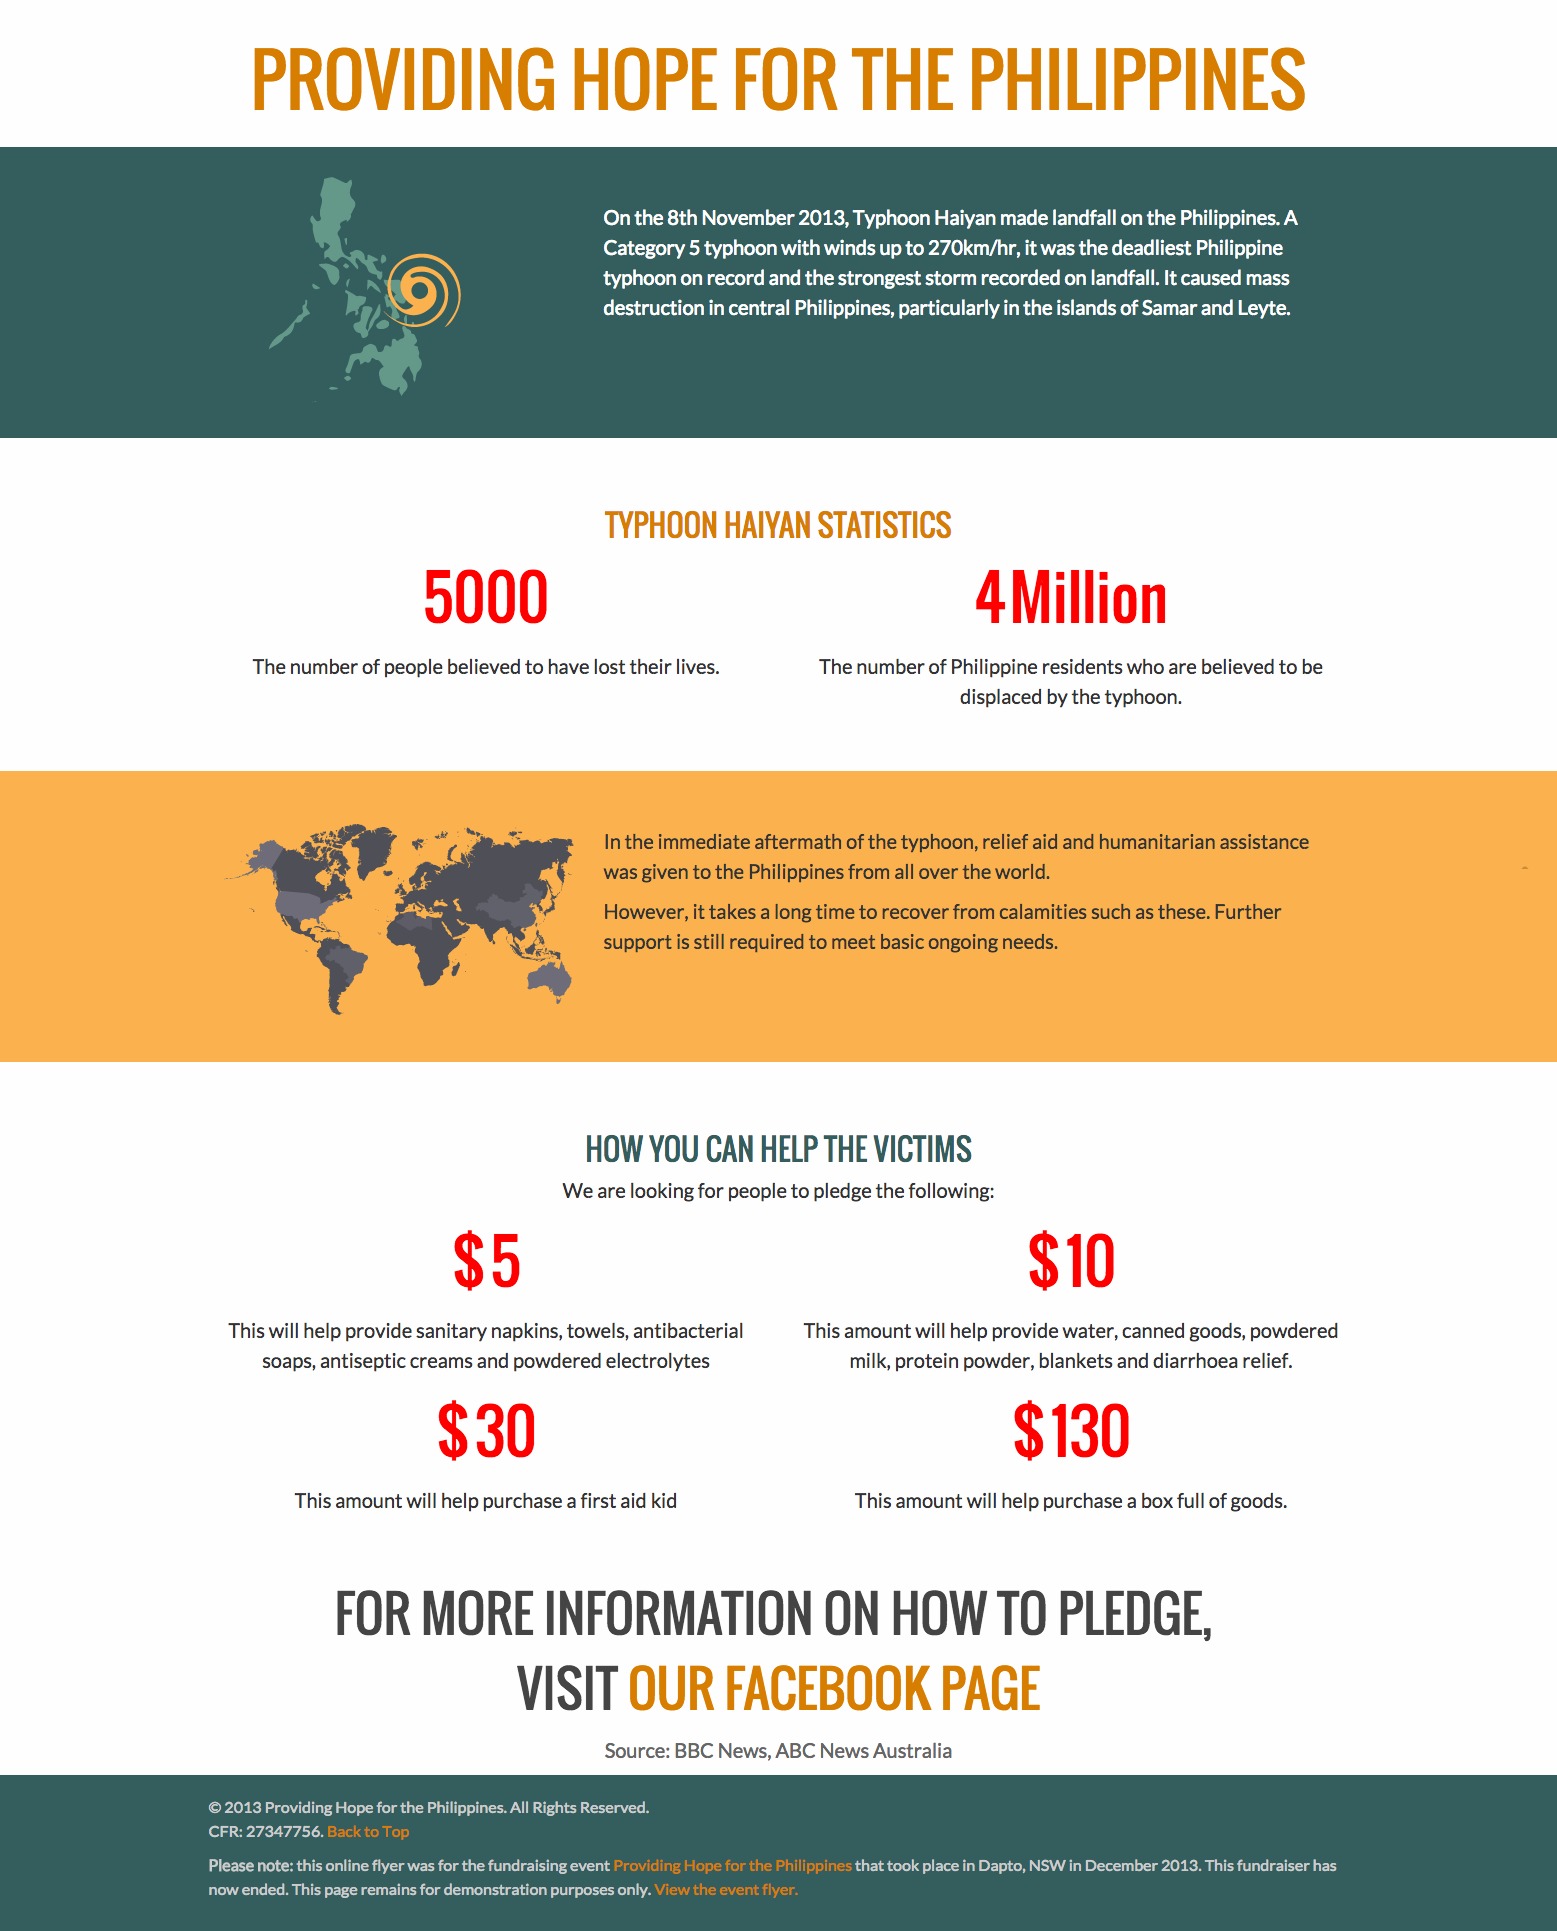 PROVIDING HOPE FOR THE PHILIPPINES
On the 8th November 2013, Typhoon Haiyan made landfall on the Philippines. A
Category 5 typhoon with winds up to 270km/hr, it was the deadliest Philippine
typhoon on record and the strongest storm recorded on landfall. It caused mass
destruction in central Philippines, particularly in the islands of Samar and Leyte.
TYPHOON HAIYAN STATISTICS
5000
The number of people believed to have lost their lives.
4 Million
The number of Philippine residents who are believed to be
displaced by the typhoon.
In the immediate aftermath of the typhoon, relief aid and humanitarian assistance
was given to the Philippines from all over the world.
However, it takes a long time to recover from calamities such as these. Further
support is still required to meet basic ongoing needs.
HOW YOU CAN HELP THE VICTIMS
We are looking for people to pledge the following:
$ 5
This will help provide sanitary napkins, towels, antibacterial
soaps, antiseptic creams and powdered electrolytes
$ 10
This amount will help provide water, canned goods, powdered
milk, protein powder, blankets and diarrhoea relief.
$ 30
This amount will help purchase a first aid kid
$ 130
This amount will help purchase a box full of goods.
FOR MORE INFORMATION ON HOW TO PLEDGE,
VISIT OUR FACEBOOK PAGE
Source: BBC News, ABC News Australia
© 2013 Providing Hope for the Philippines. All Rights Reserved.
CFR: 27347756. Back to Top
Please note: this online flyer was for the fundraising event Providing Hope for the Philippines that took place in Dapto, NSW in December 2013. This fundraiser has
now ended. This page remains for demonstration purposes only. View the event flyer.